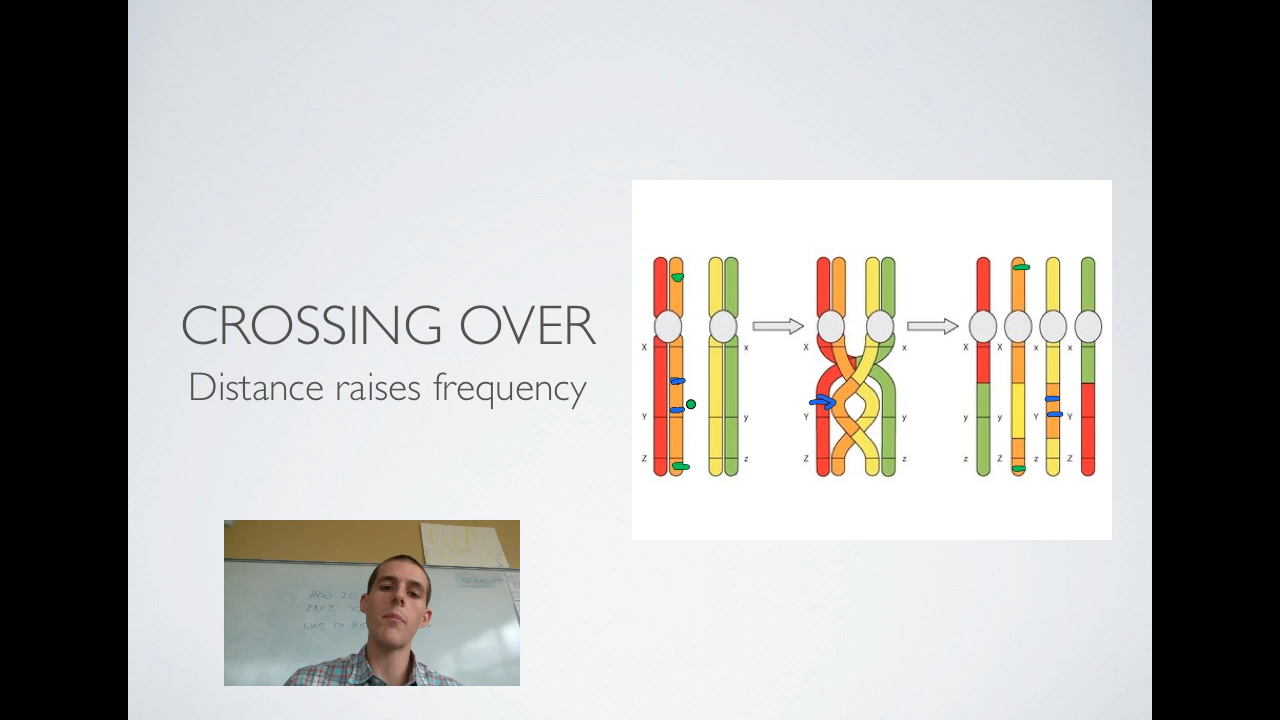 CROSSING OVER
Distance raises frequency
X x X x X X x x
Y y Y y y Y y Y
Z z Z z z